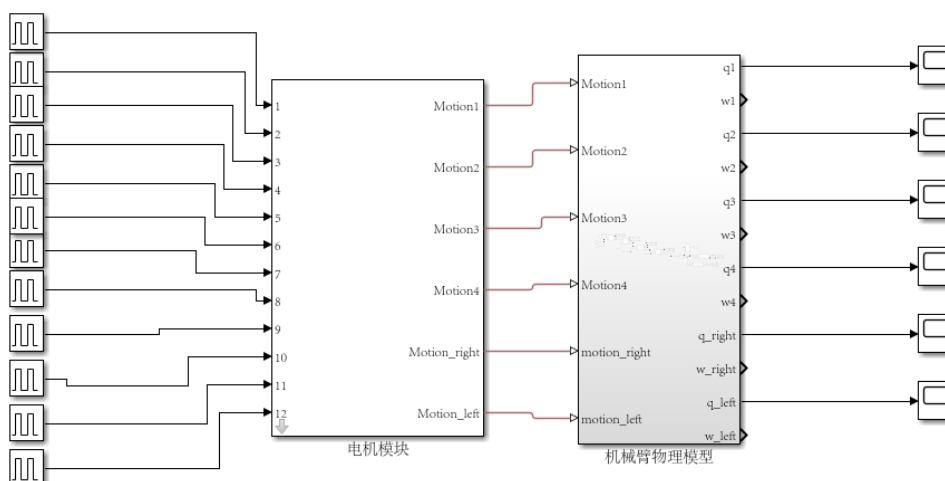 1
2
3
4
5
6
7
8
9
10
11
12
Motion1
Motion2
Motion3
Motion4
Motion_right
Motion_left
电机模块
Motion1
Motion2
Motion3
Motion4
motion_right
motion_left
q1
w1
q2
w2
q3
w3
q4
w4
q_right
w_right
q_left
w_left
机械臂物理模型